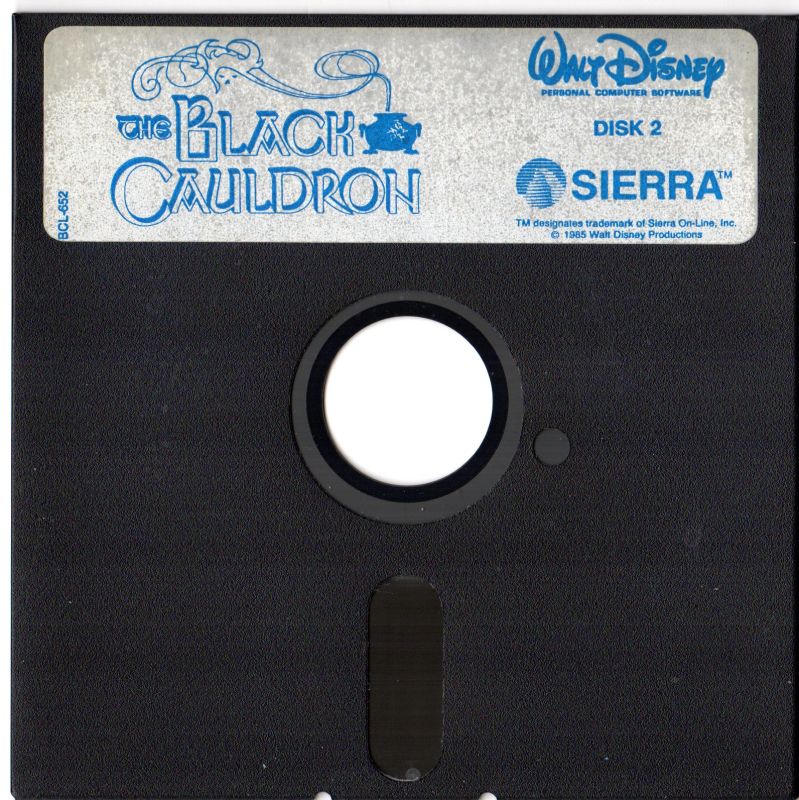 THE BLACK
CAULDRON
BCL-652
WALT DISNEY
PERSONAL COMPUTER SOFTWARE
DISK 2
SIERRA™
TM designates trademark of Sierra On-Line, Inc.
© 1985 Walt Disney Productions